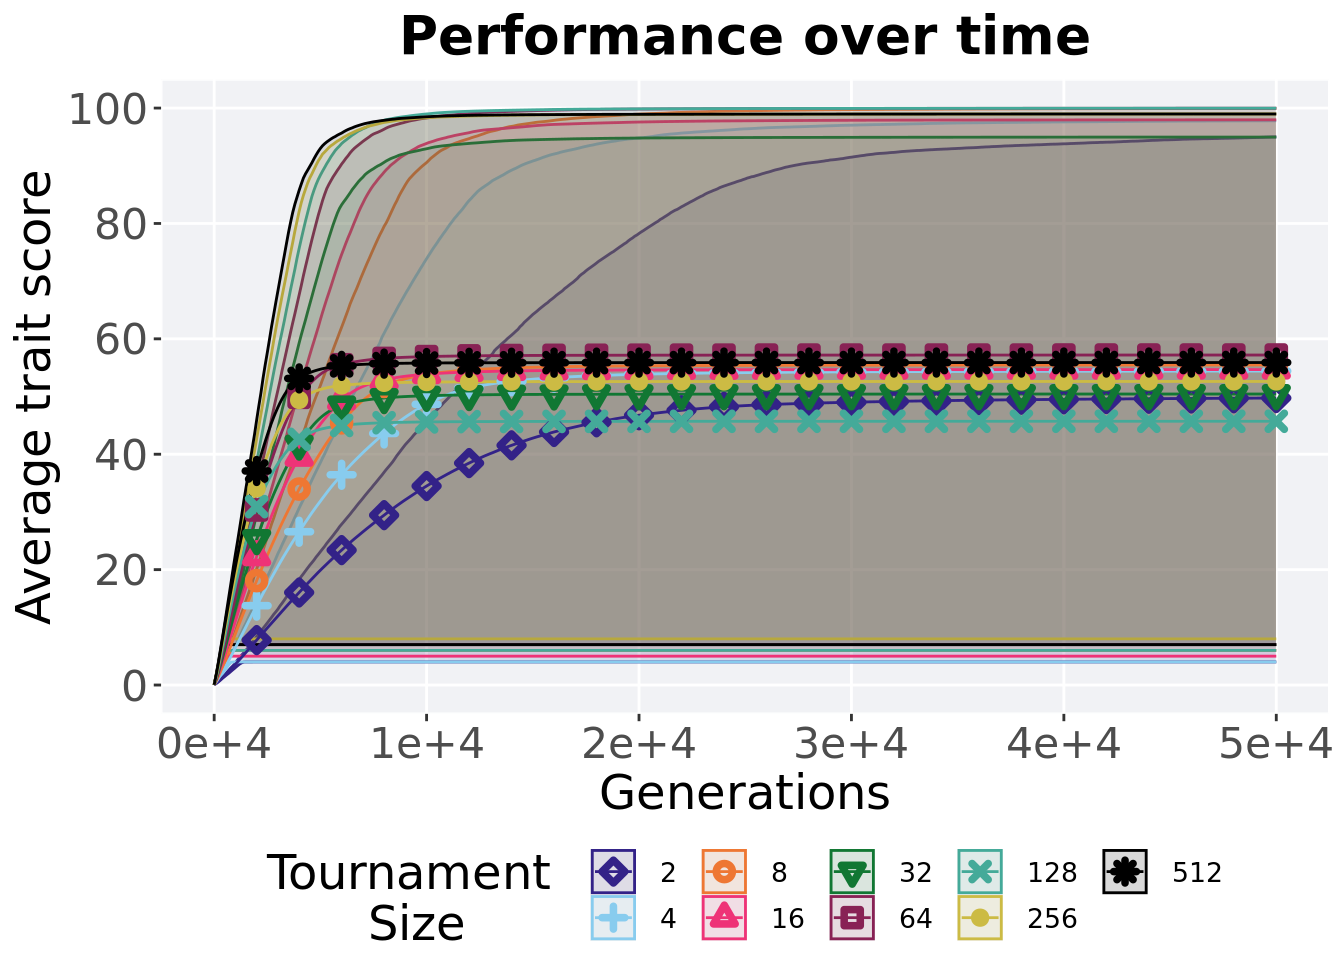 Performance over time
Average trait score
100
80
60
40
20
0
0e+4 1e+4 2e+4 3e+4 4e+4 5e+4
Generations
Tournament
Size
2 8 32 128 512
4 16 64 256